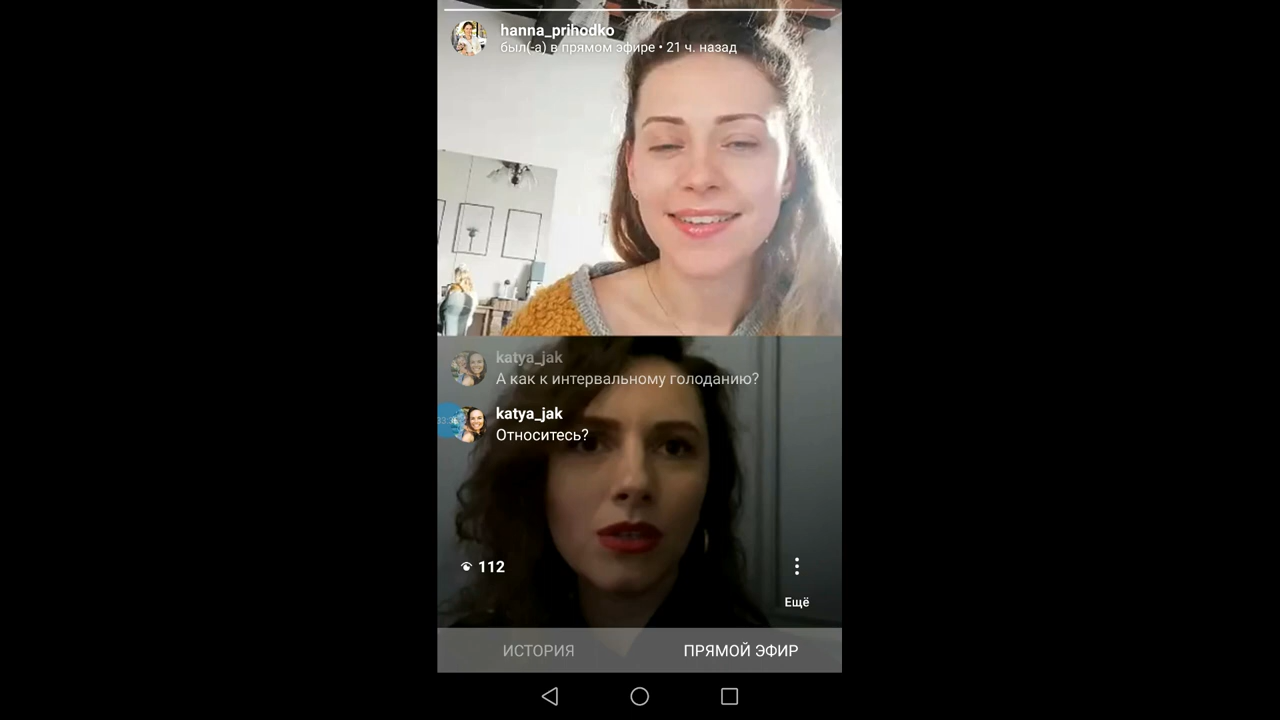 hanna_prihodko
был(-а) в прямом эфире • 21 ч. назад
katya_jak
А как к интервальному голоданию?
katya_jak
Относитесь?
112
Ещё
ИСТОРИЯ
ПРЯМОЙ ЭФИР